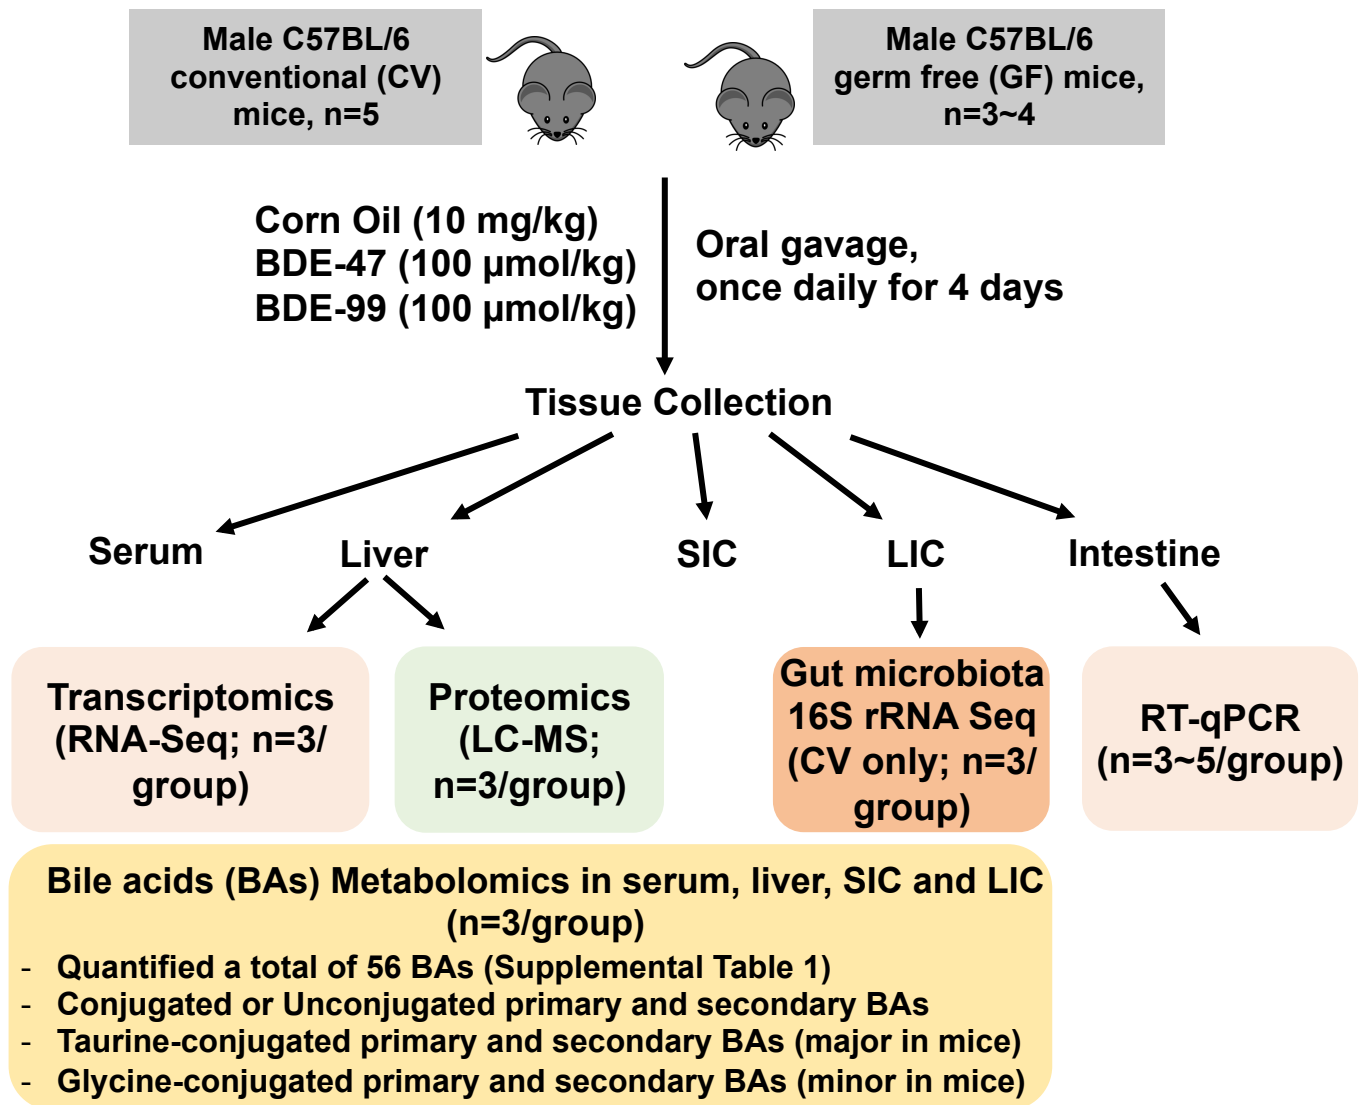 Male C57BL/6
conventional (CV)
mice, n=5
Male C57BL/6
germ free (GF) mice,
n=3~4
Corn Oil (10 mg/kg)
BDE-47 (100 µmol/kg)
BDE-99 (100 µmol/kg)
Oral gavage,
once daily for 4 days
Tissue Collection
Serum
Liver
SIC
LIC
Intestine
Transcriptomics
(RNA-Seq; n=3/
group)
Proteomics
(LC-MS;
n=3/group)
Gut microbiota
16S rRNA Seq
(CV only; n=3/
group)
RT-qPCR
(n=3~5/group)
Bile acids (BAs) Metabolomics in serum, liver, SIC and LIC
(n=3/group)
- Quantified a total of 56 BAs (Supplemental Table 1)
- Conjugated or Unconjugated primary and secondary BAs
- Taurine-conjugated primary and secondary BAs (major in mice)
- Glycine-conjugated primary and secondary BAs (minor in mice)